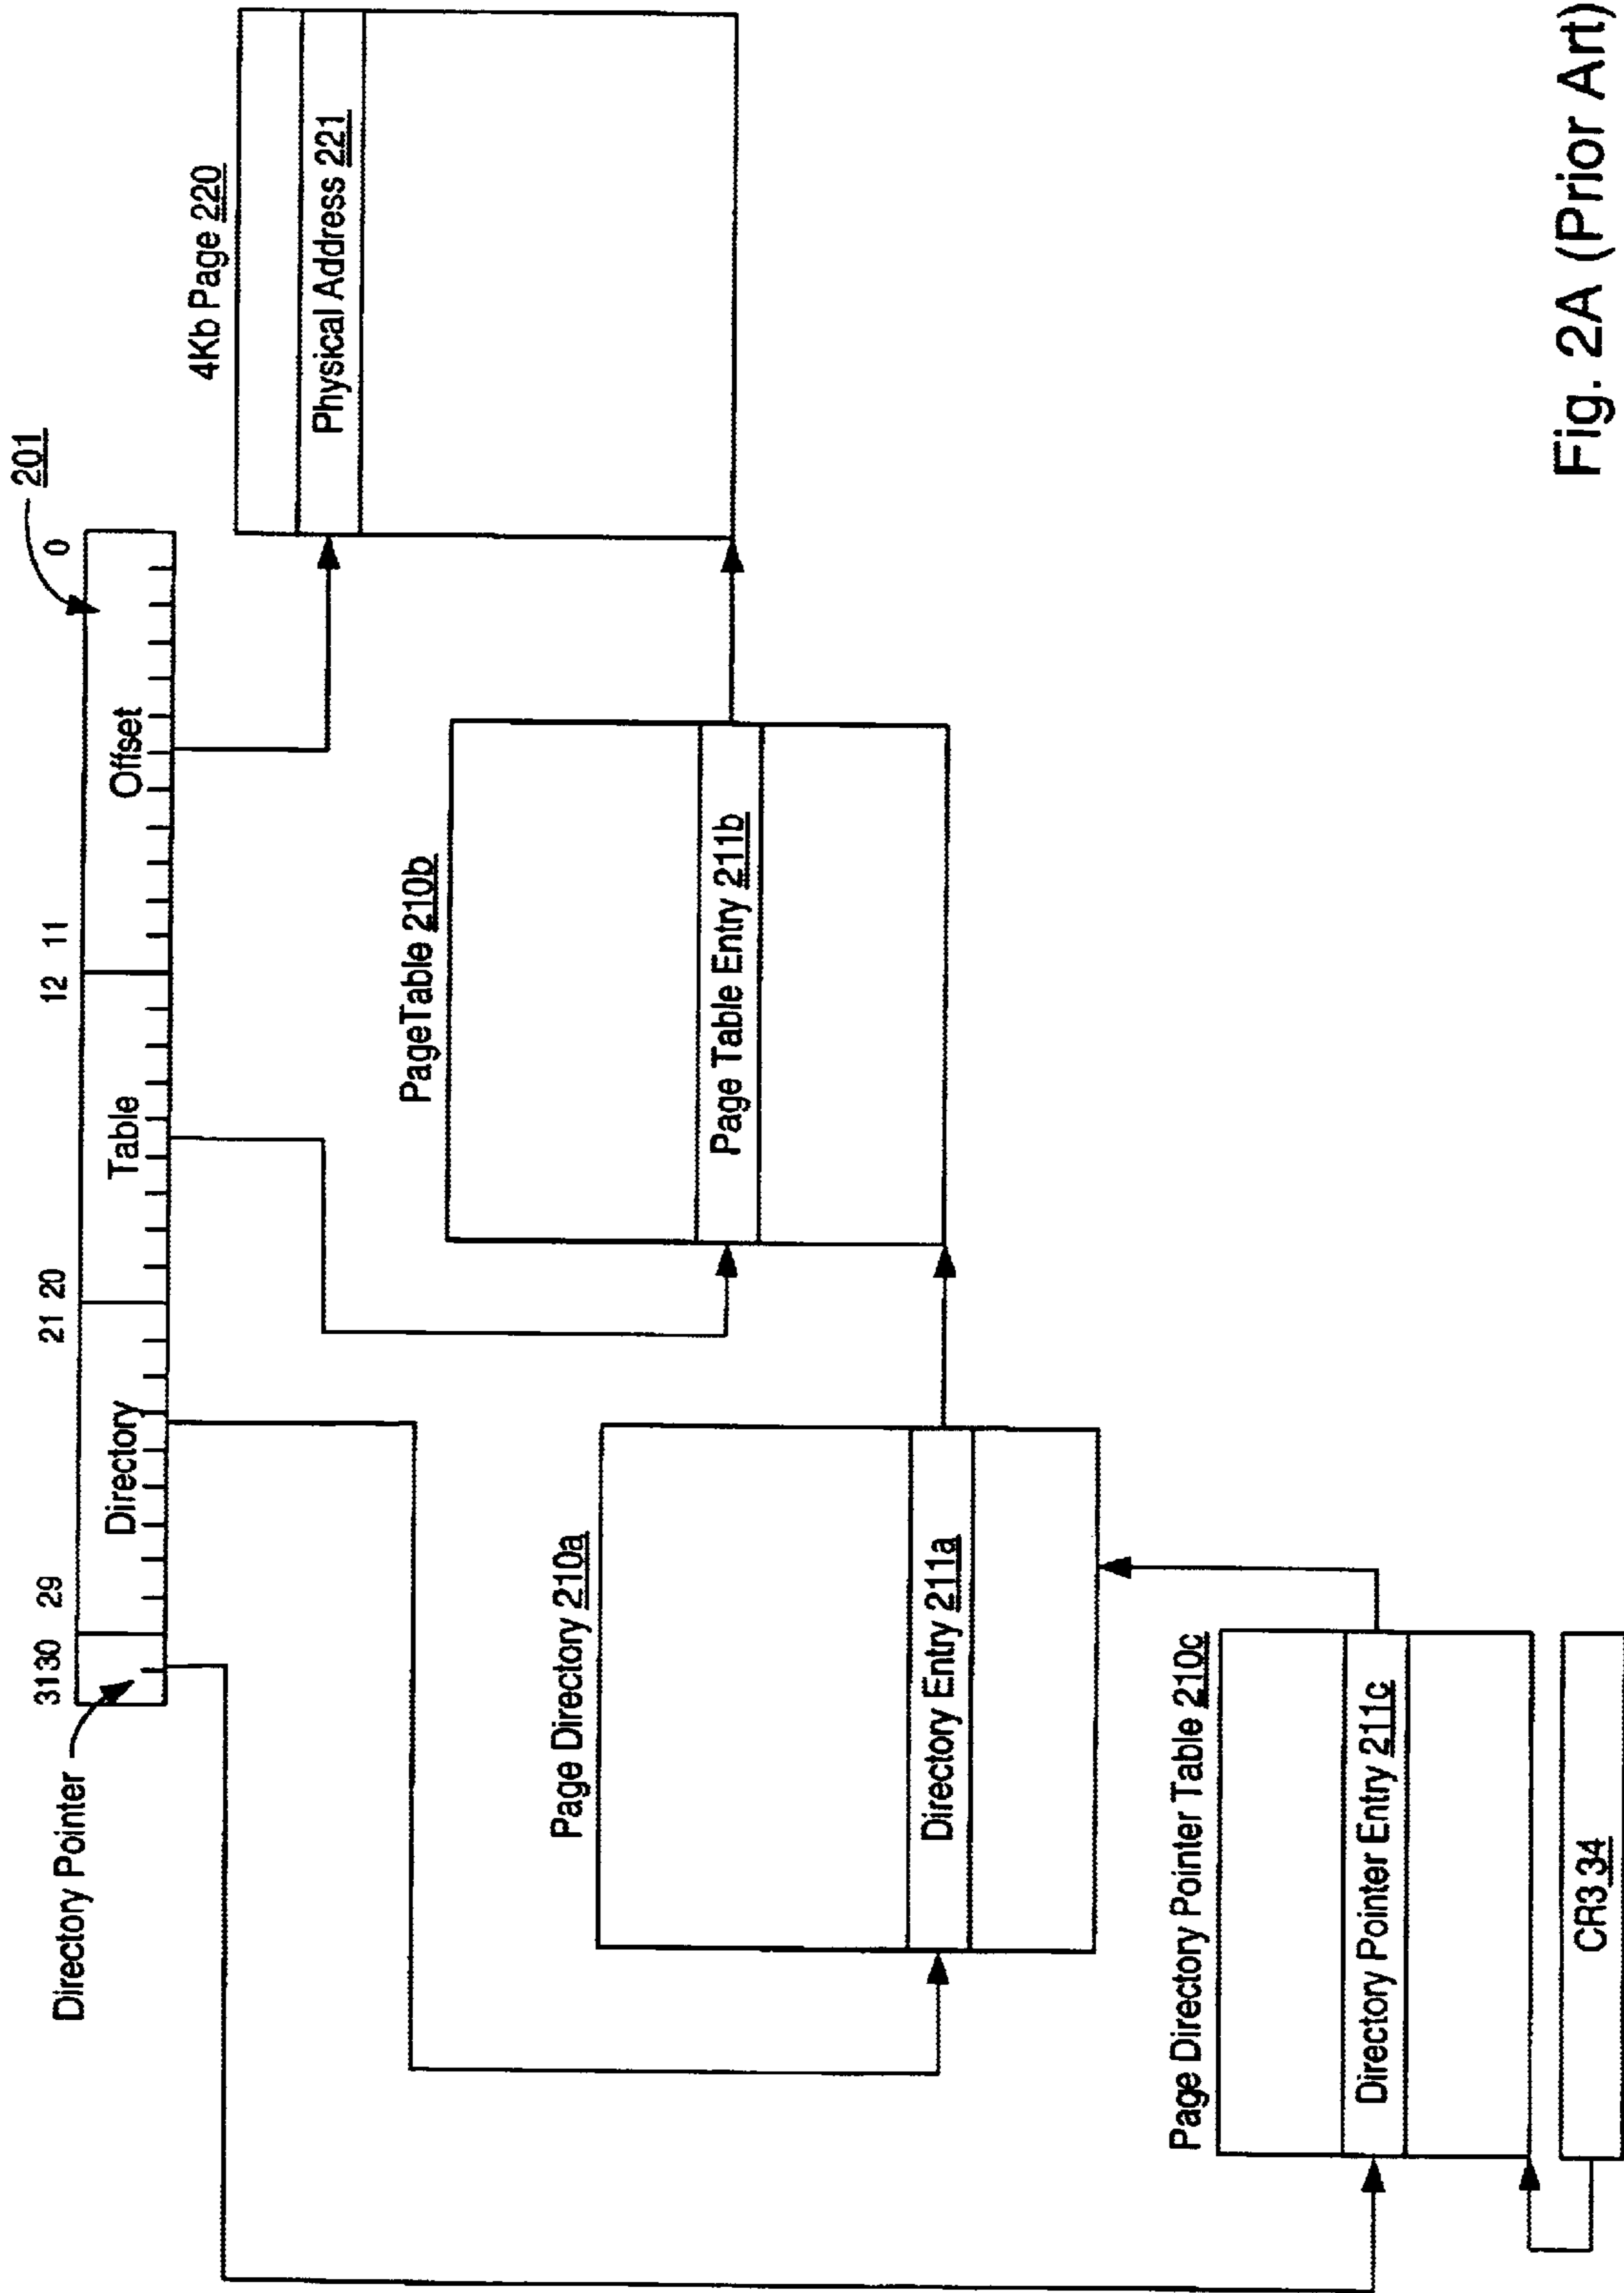 201
Directory Pointer
3130 29 21 20 12 11 0
Directory Table Offset
4Kb Page 220
Physical Address 221
PageTable 210b
Page Table Entry 211b
Page Directory 210a
Directory Entry 211a
Page Directory Pointer Table 210c
Directory Pointer Entry 211c
CR3 34
Fig. 2A (Prior Art)